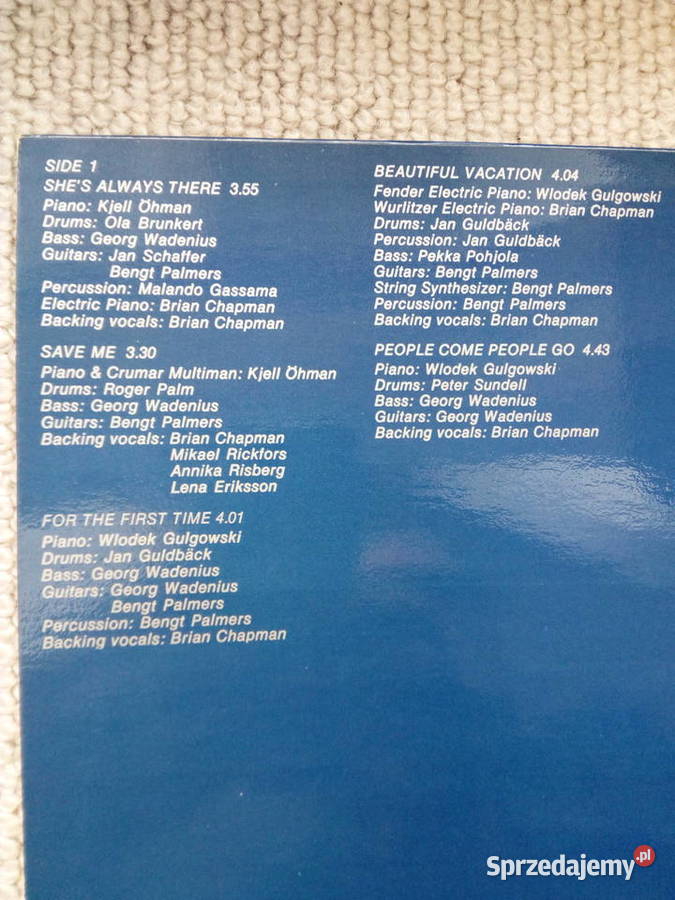 SIDE 1
SHE'S ALWAYS THERE 3.55
Piano: Kjell Öhman
Drums: Ola Brunkert
Bass: Georg Wadenius
Guitars: Jan Schaffer
Bengt Palmers
Percussion: Malando Gassama
Electric Piano: Brian Chapman
Backing vocals: Brian Chapman
SAVE ME 3.30
Piano & Crumar Multiman: Kjell Öhman
Drums: Roger Palm
Bass: Georg Wadenius
Guitars: Bengt Palmers
Backing vocals: Brian Chapman
Mikael Rickfors
Annika Risberg
Lena Eriksson
FOR THE FIRST TIME 4.01
Piano: Wlodek Gulgowski
Drums: Jan Guldbäck
Bass: Georg Wadenius
Guitars: Georg Wadenius
Bengt Palmers
Percussion: Bengt Palmers
Backing vocals: Brian Chapman
BEAUTIFUL VACATION 4.04
Fender Electric Piano: Wlodek Gulgowski
Wurlitzer Electric Piano: Brian Chapman
Drums: Jan Guldbäck
Percussion: Jan Guldbäck
Bass: Pekka Pohjola
Guitars: Bengt Palmers
String Synthesizer: Bengt Palmers
Percussion: Bengt Palmers
Backing vocals: Brian Chapman
PEOPLE COME PEOPLE GO 4.43
Piano: Wlodek Gulgowski
Drums: Peter Sundell
Bass: Georg Wadenius
Guitars: Georg Wadenius
Backing vocals: Brian Chapman
Sprzedajemy.pl